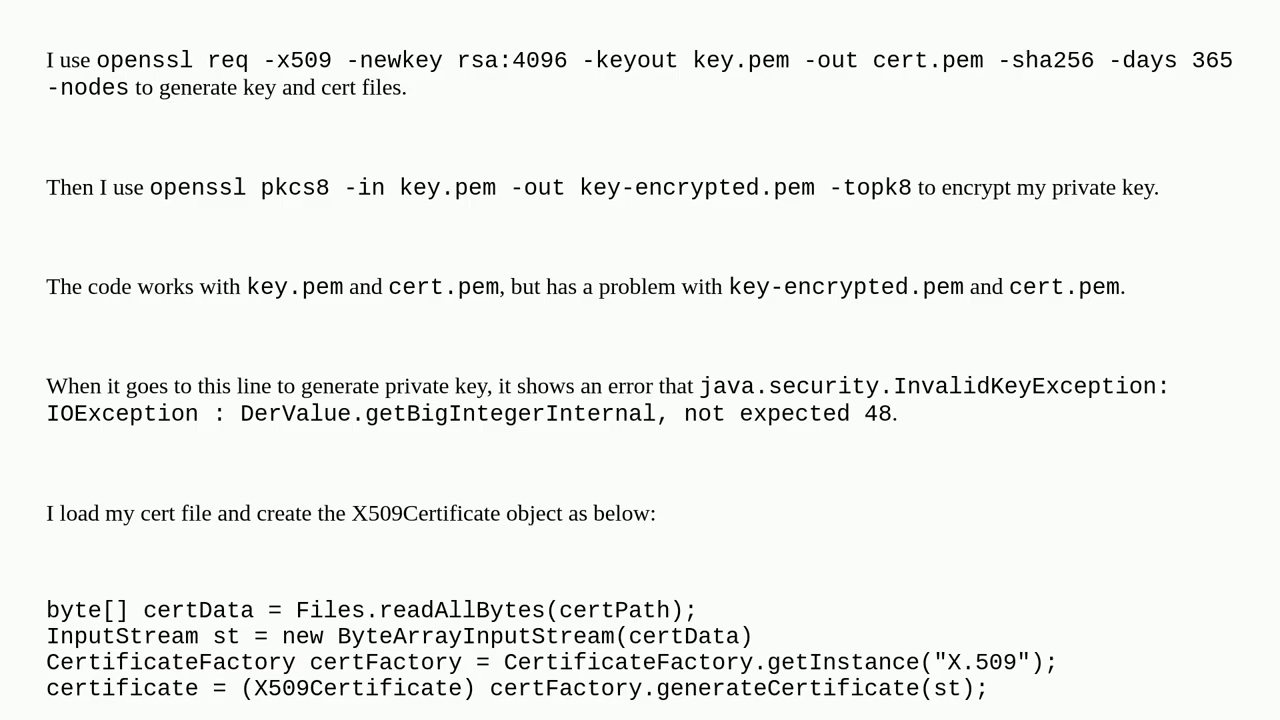 I use openssl req -x509 -newkey rsa:4096 -keyout key.pem -out cert.pem -sha256 -days 365
-nodes to generate key and cert files.
Then I use openssl pkcs8 -in key.pem -out key-encrypted.pem -topk8 to encrypt my private key.
The code works with key.pem and cert.pem, but has a problem with key-encrypted.pem and cert.pem.
When it goes to this line to generate private key, it shows an error that java.security.InvalidKeyException:
IOException : DerValue.getBigIntegerInternal, not expected 48.
I load my cert file and create the X509Certificate object as below:
byte[] certData = Files.readAllBytes(certPath);
InputStream st = new ByteArrayInputStream(certData)
CertificateFactory certFactory = CertificateFactory.getInstance("X.509");
certificate = (X509Certificate) certFactory.generateCertificate(st);